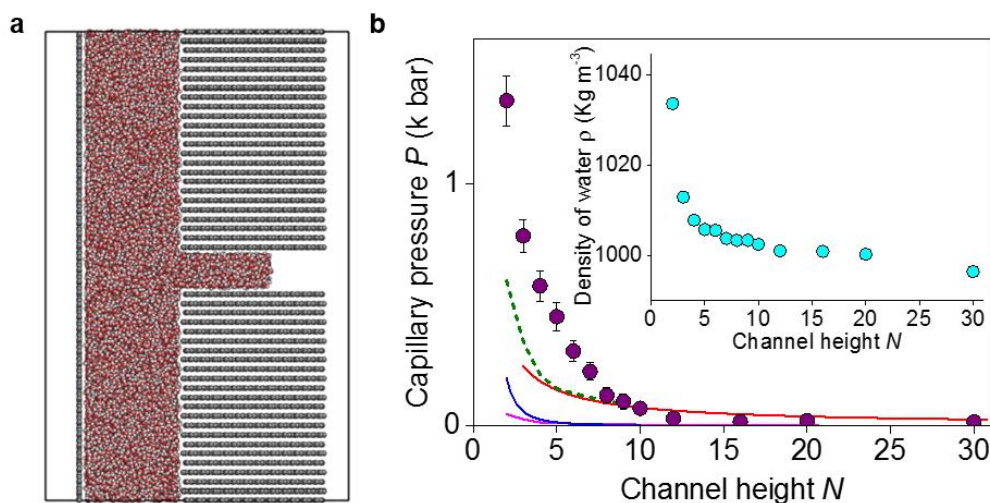 a
b
Capillary pressure P (k bar)
1
0
0 5 10 15 20 25 30
Channel height N
Density of water ρ (Kg m-3)
1040
1020
1000
0 5 10 15 20 25 30
Channel height N